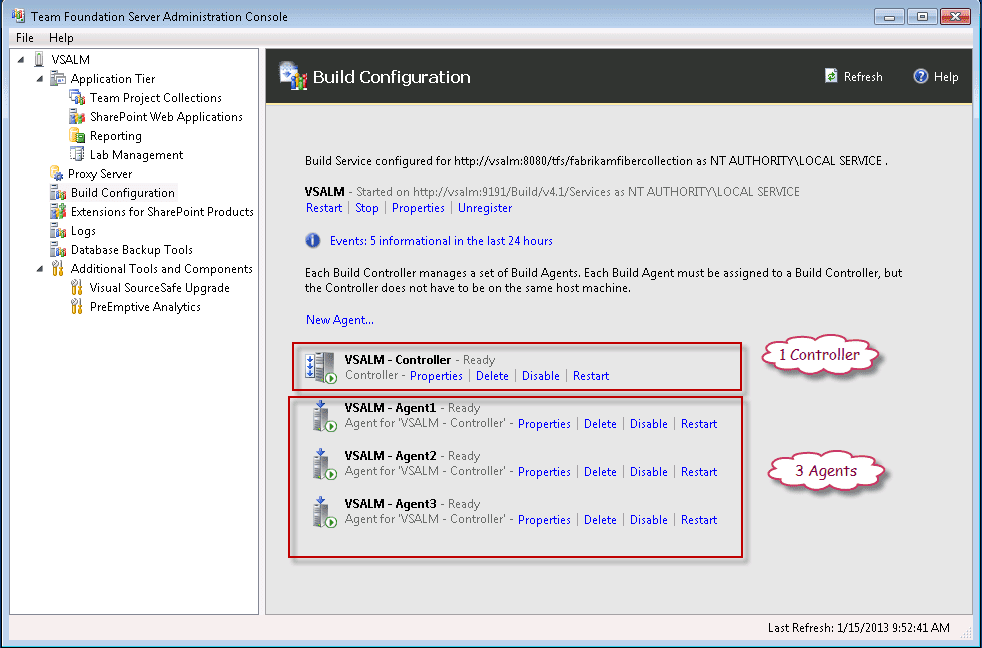 Team Foundation Server Administration Console
File Help
VSALM
Application Tier
Team Project Collections
SharePoint Web Applications
Reporting
Lab Management
Proxy Server
Build Configuration
Extensions for SharePoint Products
Logs
Database Backup Tools
Additional Tools and Components
Visual SourceSafe Upgrade
PreEmptive Analytics
Build Configuration
Refresh
Help
Build Service configured for http://vsalm:8080/tfs/fabrikamfibercollection as NT AUTHORITY\LOCAL SERVICE .
VSALM - Started on http://vsalm:9191/Build/v4.1/Services as NT AUTHORITY\LOCAL SERVICE
Restart | Stop | Properties | Unregister
Events: 5 informational in the last 24 hours
Each Build Controller manages a set of Build Agents. Each Build Agent must be assigned to a Build Controller, but
the Controller does not have to be on the same host machine.
New Agent...
VSALM - Controller - Ready
Controller - Properties | Delete | Disable | Restart
1 Controller
VSALM - Agent1 - Ready
Agent for 'VSALM - Controller' - Properties | Delete | Disable | Restart
VSALM - Agent2 - Ready
Agent for 'VSALM - Controller' - Properties | Delete | Disable | Restart
3 Agents
VSALM - Agent3 - Ready
Agent for 'VSALM - Controller' - Properties | Delete | Disable | Restart
Last Refresh: 1/15/2013 9:52:41 AM